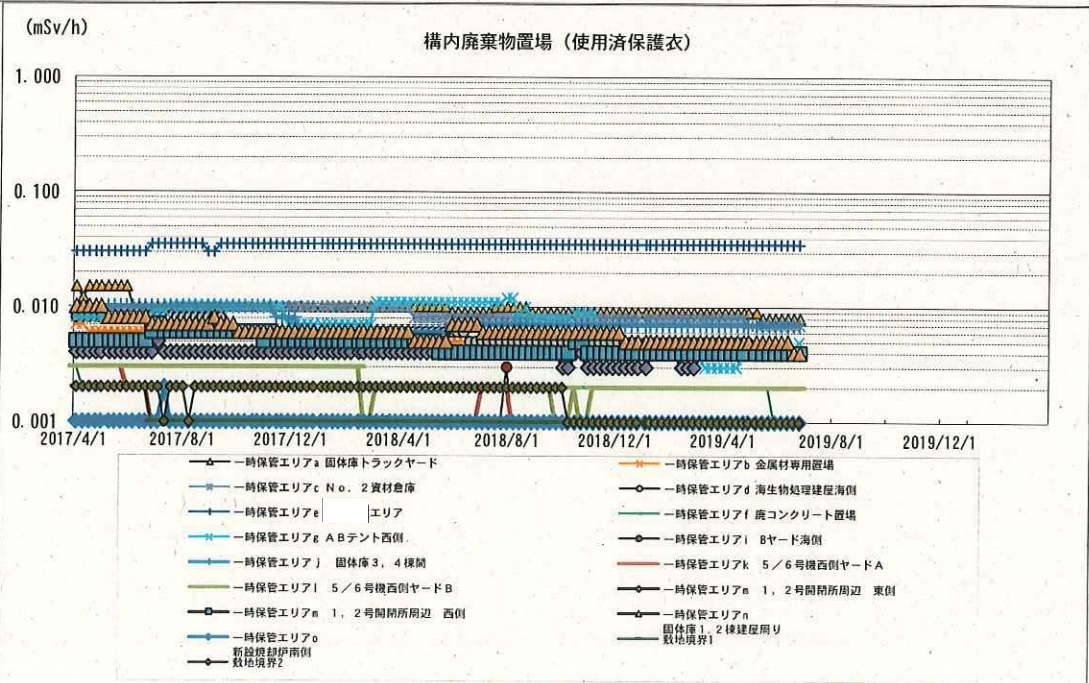 (mSv/h)
構内廃棄物置場（使用済保護衣）
1.000
0.100
0.010
0.001
2017/4/1 2017/8/1 2017/12/1 2018/4/1 2018/8/1 2018/12/1 2019/4/1 2019/8/1 2019/12/1
一時保管エリアa 固体庫トラックヤード
一時保管エリアb 金属材専用置場
一時保管エリアc No. 2資材倉庫
一時保管エリアd 海生物処理建屋海側
一時保管エリアe エリア
一時保管エリアf 廃コンクリート置場
一時保管エリアg ABテント西側
一時保管エリアi Bヤード海側
一時保管エリアj 固体庫3, 4棟間
一時保管エリアk 5/6号機西側ヤードA
一時保管エリアl 5/6号機西側ヤードB
一時保管エリアm 1, 2号開閉所周辺 東側
一時保管エリアm 1, 2号開閉所周辺 西側
一時保管エリアn
一時保管エリアo
固体庫1, 2棟建屋周り
敷地境界1
新設焼却炉南側
敷地境界2